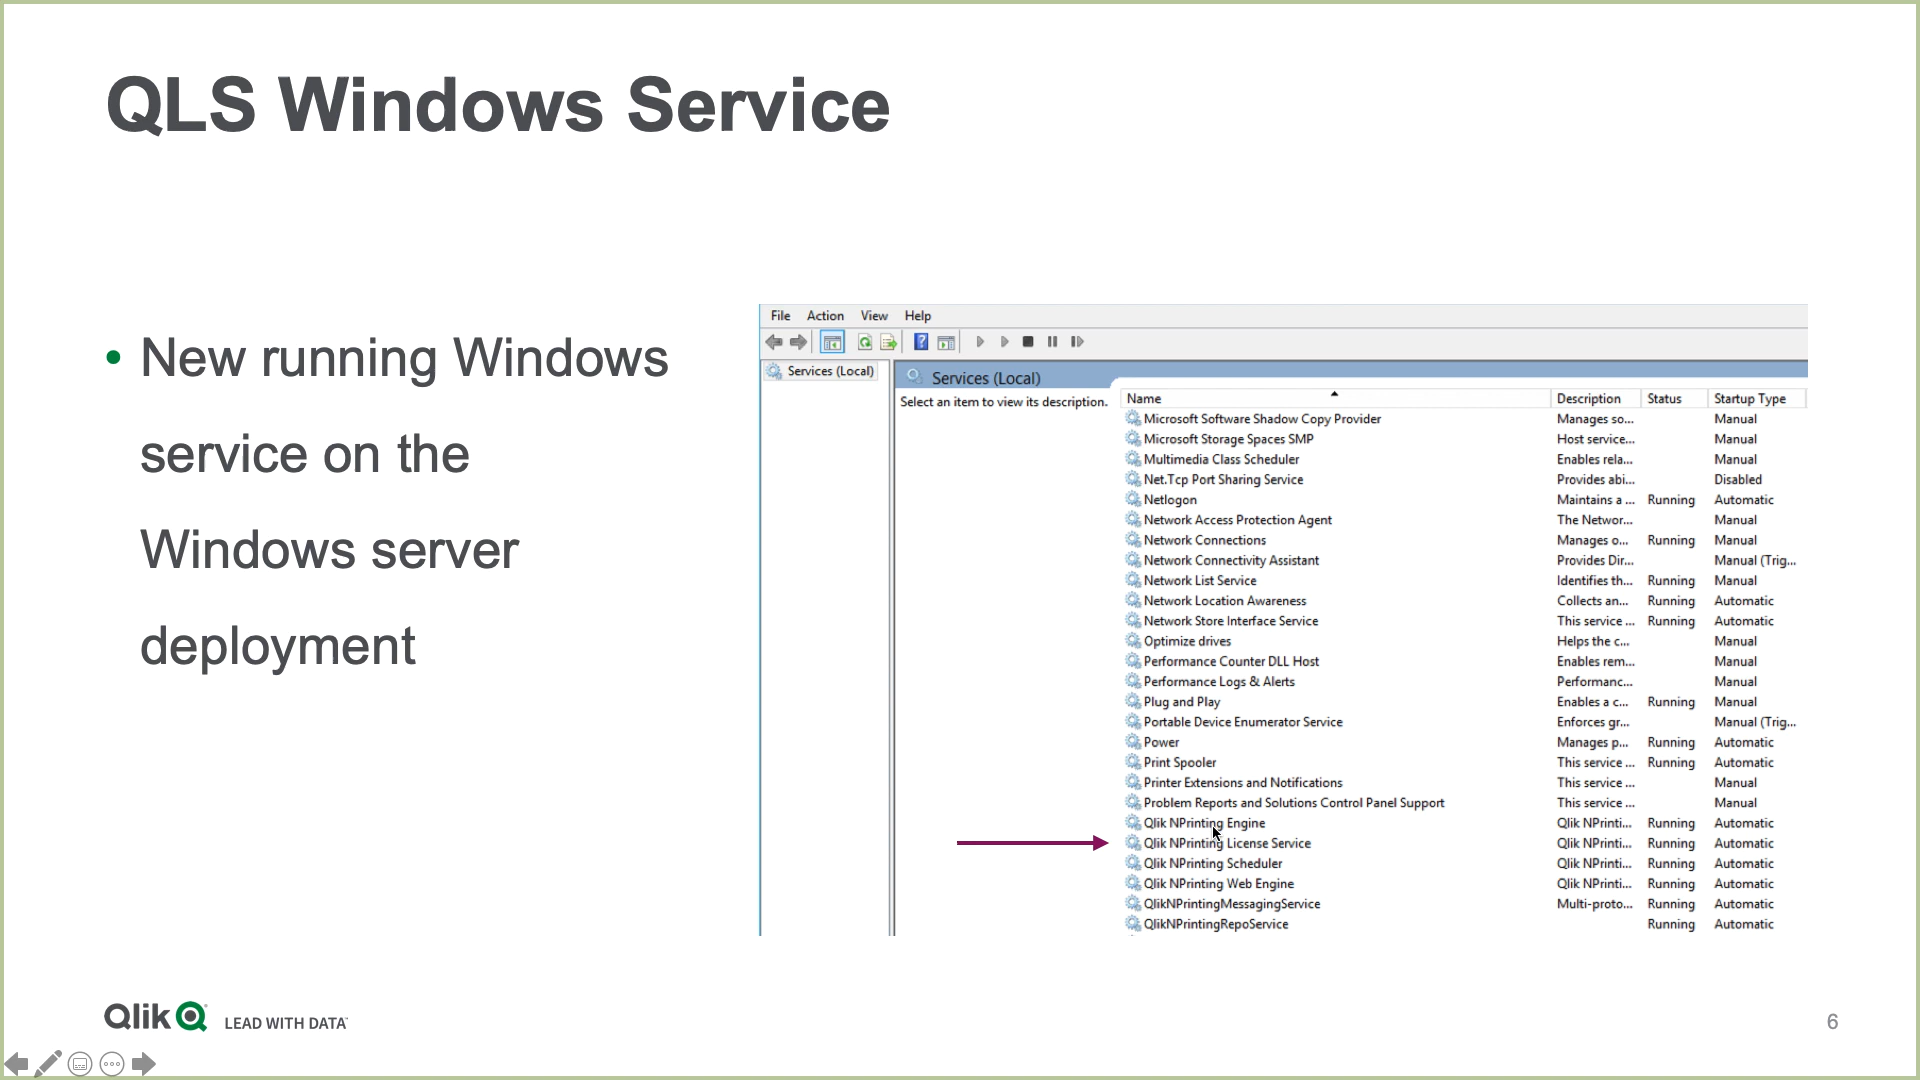 QLS Windows Service
• New running Windows
service on the
Windows server
deployment
File Action View Help
Services (Local)
Services (Local)
Select an item to view its description.
Name Description Status Startup Type
Microsoft Software Shadow Copy Provider Manages so... Manual
Microsoft Storage Spaces SMP Host service... Manual
Multimedia Class Scheduler Enables rela... Manual
Net.Tcp Port Sharing Service Provides abi... Disabled
Netlogon Maintains a ... Running Automatic
Network Access Protection Agent The Networ... Manual
Network Connections Manages o... Running Manual
Network Connectivity Assistant Provides Dir... Manual (Trig...
Network List Service Identifies th... Running Manual
Network Location Awareness Collects an... Running Automatic
Network Store Interface Service This service ... Running Automatic
Optimize drives Helps the c... Manual
Performance Counter DLL Host Enables rem... Manual
Performance Logs & Alerts Performanc... Manual
Plug and Play Enables a c... Running Manual
Portable Device Enumerator Service Enforces gr... Manual (Trig...
Power Manages p... Running Automatic
Print Spooler This service ... Running Automatic
Printer Extensions and Notifications This service ... Manual
Problem Reports and Solutions Control Panel Support This service ... Manual
Qlik NPrinting Engine Qlik NPrinti... Running Automatic
Qlik NPrinting License Service Qlik NPrinti... Running Automatic
Qlik NPrinting Scheduler Qlik NPrinti... Running Automatic
Qlik NPrinting Web Engine Qlik NPrinti... Running Automatic
QlikNPrintingMessagingService Multi-proto... Running Automatic
QlikNPrintingRepoService Running Automatic
Qlik LEAD WITH DATA
6